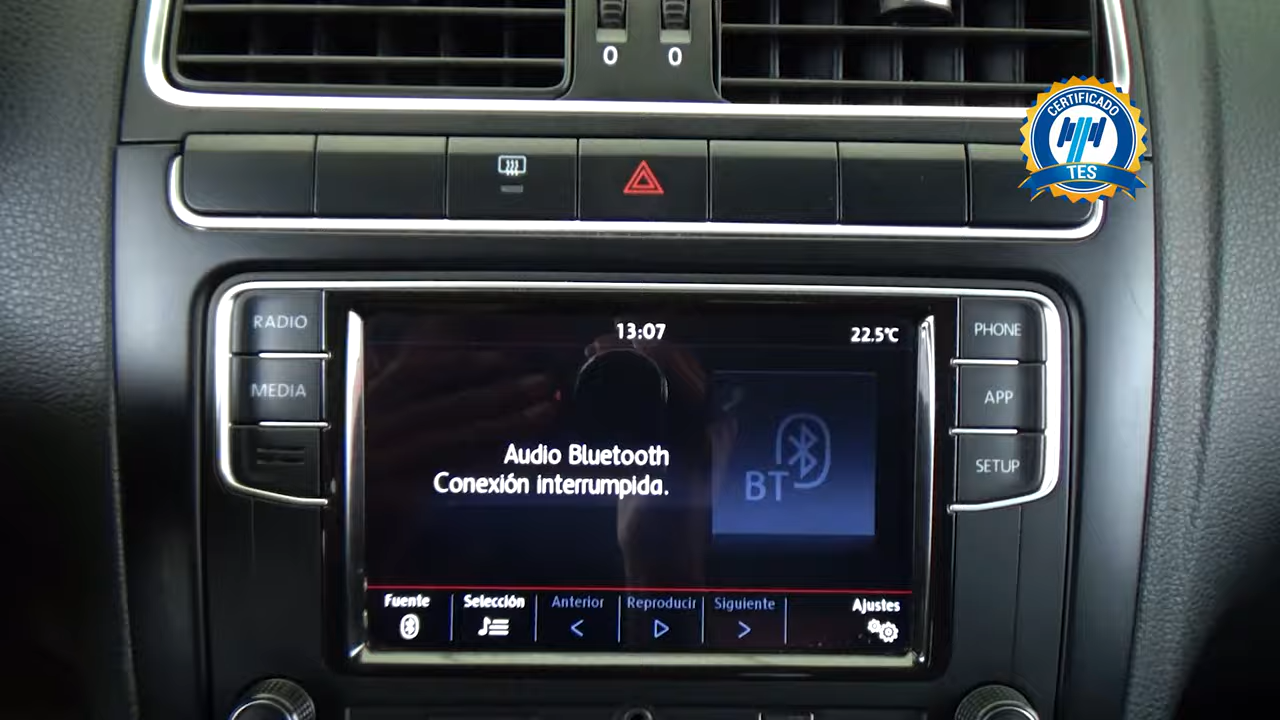 0 0
CERTIFICADO
TES
RADIO
MEDIA
PHONE
APP
SETUP
13:07
22.5°C
Audio Bluetooth
Conexión interrumpida.
BT
Fuente
Selección
Anterior
Reproducir
Siguiente
Ajustes